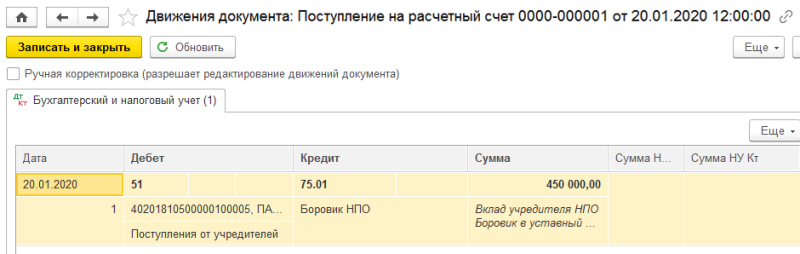 Движения документа: Поступление на расчетный счет 0000-000001 от 20.01.2020 12:00:00
Записать и закрыть Обновить Еще
Ручная корректировка (разрешает редактирование движений документа)
Дт Кт Бухгалтерский и налоговый учет (1)
Еще
Дата Дебет Кредит Сумма Сумма Н... Сумма НУ Кт
20.01.2020 51 75.01 450 000,00
1 40201810500000100005, ПА... Боровик НПО Вклад учредителя НПО
Поступления от учредителей Боровик в уставный ...